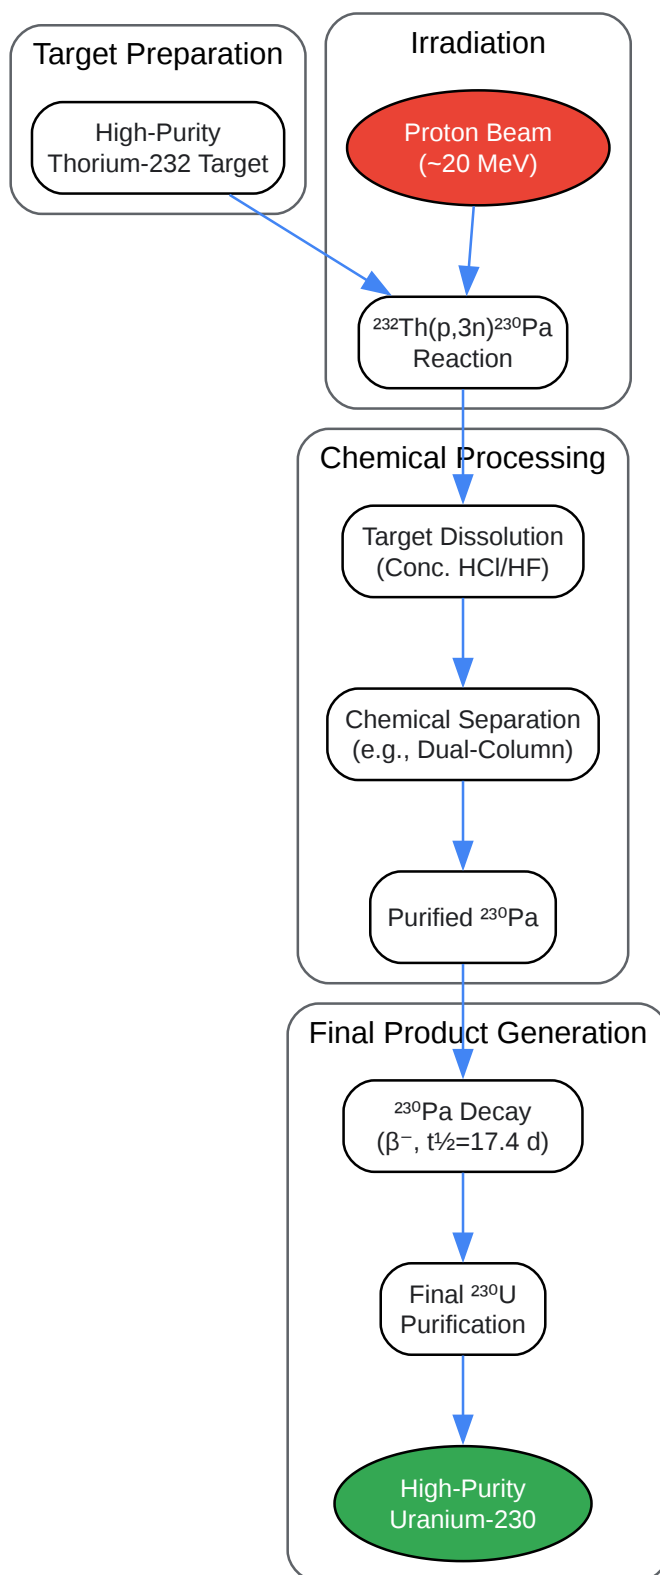 Target Preparation
High-Purity
Thorium-232 Target
Irradiation
Proton Beam
(~20 MeV)
²³²Th(p,3n)²³⁰Pa
Reaction
Chemical Processing
Target Dissolution
(Conc. HCl/HF)
Chemical Separation
(e.g., Dual-Column)
Purified ²³⁰Pa
Final Product Generation
²³⁰Pa Decay
(β⁻, t½=17.4 d)
Final ²³⁰U
Purification
High-Purity
Uranium-230